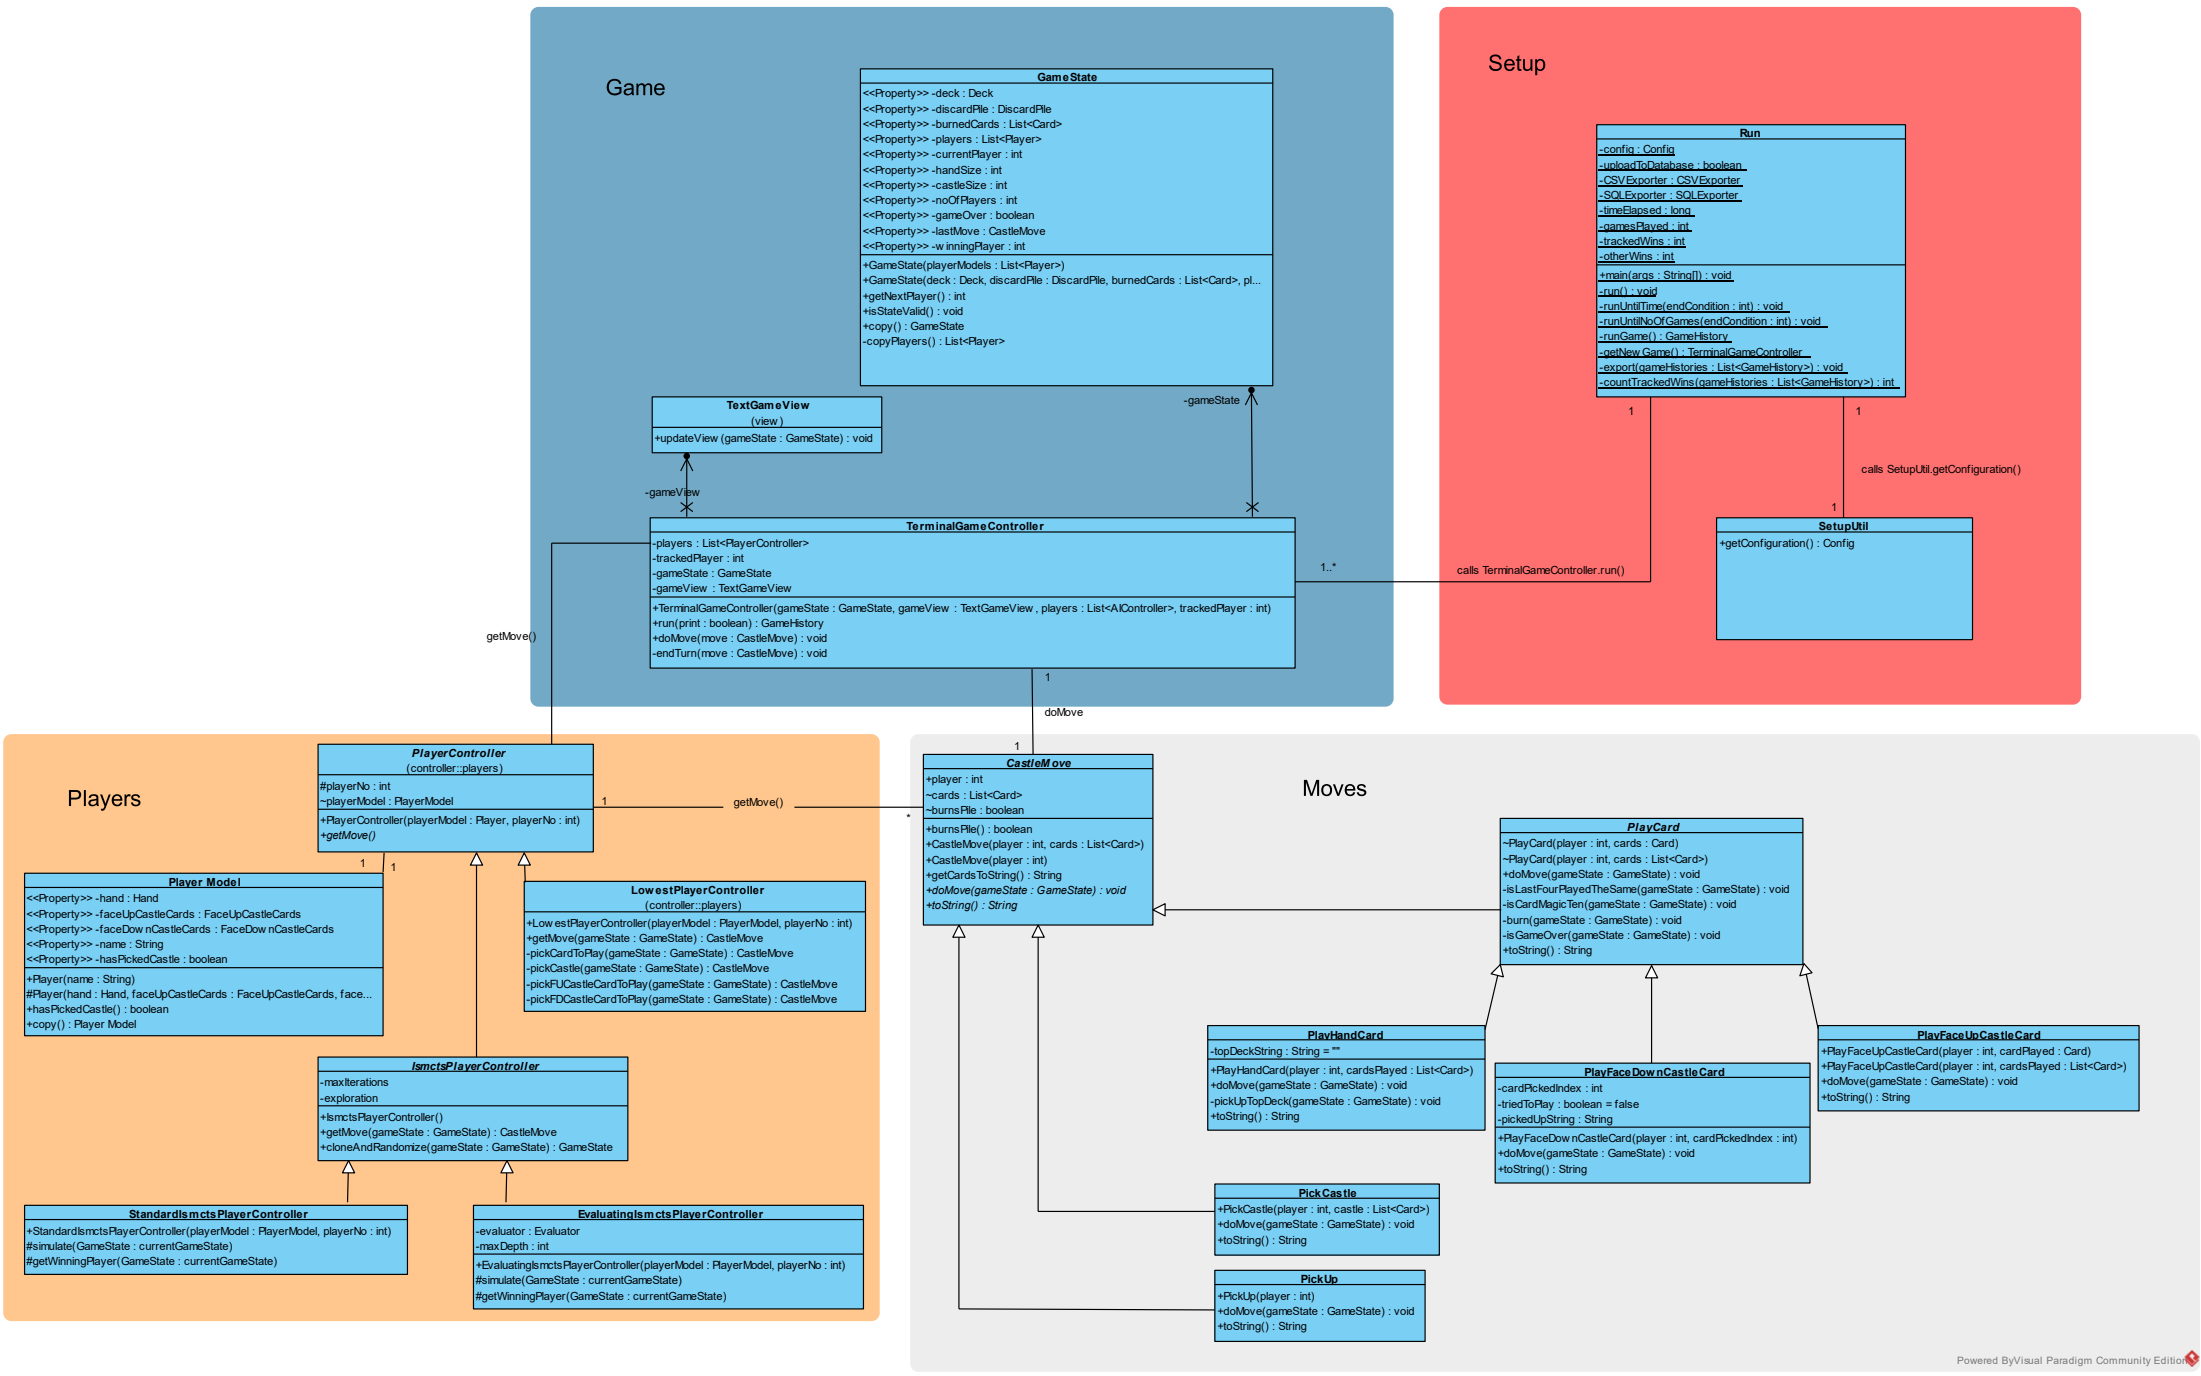 Game
GameState
<<Property>> -deck : Deck
<<Property>> -discardPile : DiscardPile
<<Property>> -burnedCards : List<Card>
<<Property>> -players : List<Player>
<<Property>> -currentPlayer : int
<<Property>> -handSize : int
<<Property>> -castleSize : int
<<Property>> -noOfPlayers : int
<<Property>> -gameOver : boolean
<<Property>> -lastMove : CastleMove
<<Property>> -winningPlayer : int
+GameState(playerModels : List<Player>)
+GameState(deck : Deck, discardPile : DiscardPile, burnedCards : List<Card>, pl...
+getNextPlayer() : int
+isStateValid() : void
+copy() : GameState
-copyPlayers() : List<Player>
TextGameView
(view)
+updateView(gameState : GameState) : void
-gameState
-gameView
TerminalGameController
-players : List<PlayerController>
-trackedPlayer : int
-gameState : GameState
-gameView : TextGameView
+TerminalGameController(gameState : GameState, gameView : TextGameView, players : List<AIController>, trackedPlayer : int)
+run(print : boolean) : GameHistory
+doMove(move : CastleMove) : void
-endTurn(move : CastleMove) : void
getMove()
1
doMove
1
Setup
Run
-config : Config
-uploadToDatabase : boolean
-CSVExporter : CSVExporter
-SQLExporter : SQLExporter
-timeElapsed : long
-gamesPlayed : int
-trackedWins : int
-otherWins : int
+main(args : String[]) : void
-run() : void
-runUntilTime(endCondition : int) : void
-runUntilNoOfGames(endCondition : int) : void
-runGame() : GameHistory
-getNewGame() : TerminalGameController
-export(gameHistories : List<GameHistory>) : void
-countTrackedWins(gameHistories : List<GameHistory>) : int
1
1
calls SetupUtil.getConfiguration()
1
SetupUtil
+getConfiguration() : Config
1..*
calls TerminalGameController.run()
Players
PlayerController
(controller::players)
#playerNo : int
~playerModel : PlayerModel
+PlayerController(playerModel : Player, playerNo : int)
+getMove()
1
getMove()
*
1
1
Player Model
<<Property>> -hand : Hand
<<Property>> -faceUpCastleCards : FaceUpCastleCards
<<Property>> -faceDownCastleCards : FaceDownCastleCards
<<Property>> -name : String
<<Property>> -hasPickedCastle : boolean
+Player(name : String)
#Player(hand : Hand, faceUpCastleCards : FaceUpCastleCards, face...
+hasPickedCastle() : boolean
+copy() : Player Model
LowestPlayerController
(controller::players)
+LowestPlayerController(playerModel : PlayerModel, playerNo : int)
+getMove(gameState : GameState) : CastleMove
-pickCardToPlay(gameState : GameState) : CastleMove
-pickCastle(gameState : GameState) : CastleMove
-pickFUCastleCardToPlay(gameState : GameState) : CastleMove
-pickFDCastleCardToPlay(gameState : GameState) : CastleMove
IsmctsPlayerController
-maxIterations
-exploration
+IsmctsPlayerController()
+getMove(gameState : GameState) : CastleMove
+cloneAndRandomize(gameState : GameState) : GameState
StandardIsmctsPlayerController
+StandardIsmctsPlayerController(playerModel : PlayerModel, playerNo : int)
#simulate(GameState : currentGameState)
#getWinningPlayer(GameState : currentGameState)
EvaluatingIsmctsPlayerController
-evaluator : Evaluator
-maxDepth : int
+EvaluatingIsmctsPlayerController(playerModel : PlayerModel, playerNo : int)
#simulate(GameState : currentGameState)
#getWinningPlayer(GameState : currentGameState)
Moves
CastleMove
+player : int
~cards : List<Card>
~burnsPile : boolean
+burnsPile() : boolean
+CastleMove(player : int, cards : List<Card>)
+CastleMove(player : int)
+getCardsToString() : String
+doMove(gameState : GameState) : void
+toString() : String
PlayCard
~PlayCard(player : int, cards : Card)
~PlayCard(player : int, cards : List<Card>)
+doMove(gameState : GameState) : void
-isLastFourPlayedTheSame(gameState : GameState) : void
-isCardMagicTen(gameState : GameState) : void
-burn(gameState : GameState) : void
-isGameOver(gameState : GameState) : void
+toString() : String
PlayHandCard
-topDeckString : String = ""
+PlayHandCard(player : int, cardsPlayed : List<Card>)
+doMove(gameState : GameState) : void
-pickUpTopDeck(gameState : GameState) : void
+toString() : String
PlayFaceDownCastleCard
-cardPickedIndex : int
-triedToPlay : boolean = false
-pickedUpString : String
+PlayFaceDownCastleCard(player : int, cardPickedIndex : int)
+doMove(gameState : GameState) : void
+toString() : String
PlayFaceUpCastleCard
+PlayFaceUpCastleCard(player : int, cardPlayed : Card)
+PlayFaceUpCastleCard(player : int, cardsPlayed : List<Card>)
+doMove(gameState : GameState) : void
+toString() : String
PickCastle
+PickCastle(player : int, castle : List<Card>)
+doMove(gameState : GameState) : void
+toString() : String
PickUp
+PickUp(player : int)
+doMove(gameState : GameState) : void
+toString() : String
Powered ByVisual Paradigm Community Edition